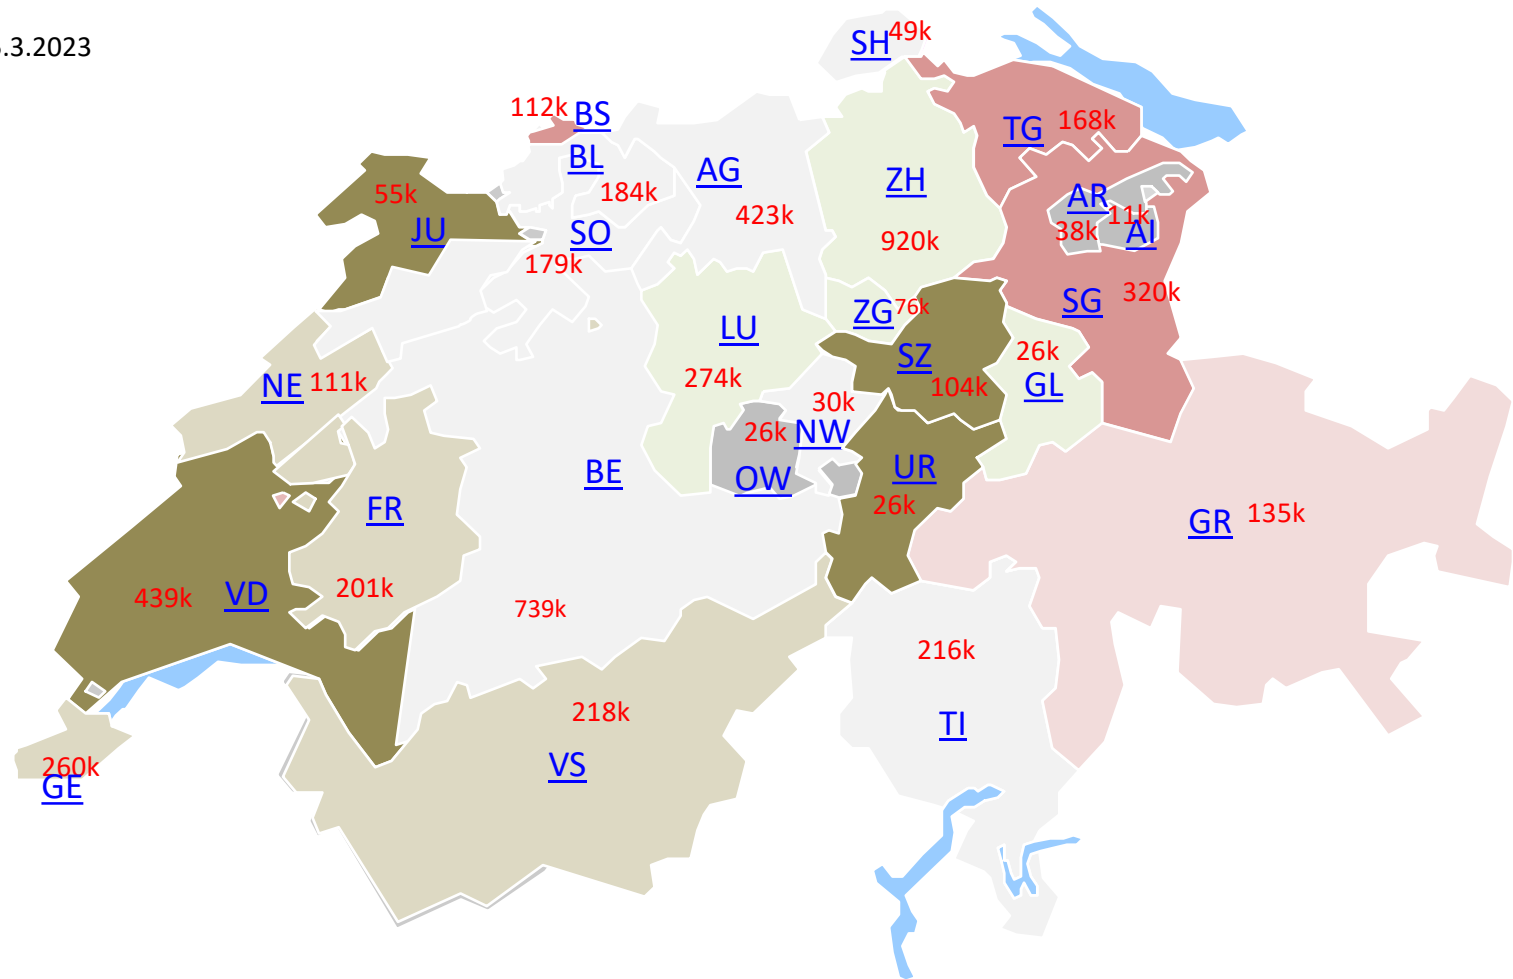 SH 49k
.3.2023
112k BS
TG 168k
BL
AG
ZH
184k
55k
AR 11k
423k
JU
SO
38k AI
920k
179k
SG 320k
ZG 76k
LU
26k
SZ
NE 111k
274k
104k
GL
30k
26k NW
BE
OW
UR
FR
26k
GR 135k
439k VD
201k
739k
216k
218k
TI
VS
260k
GE